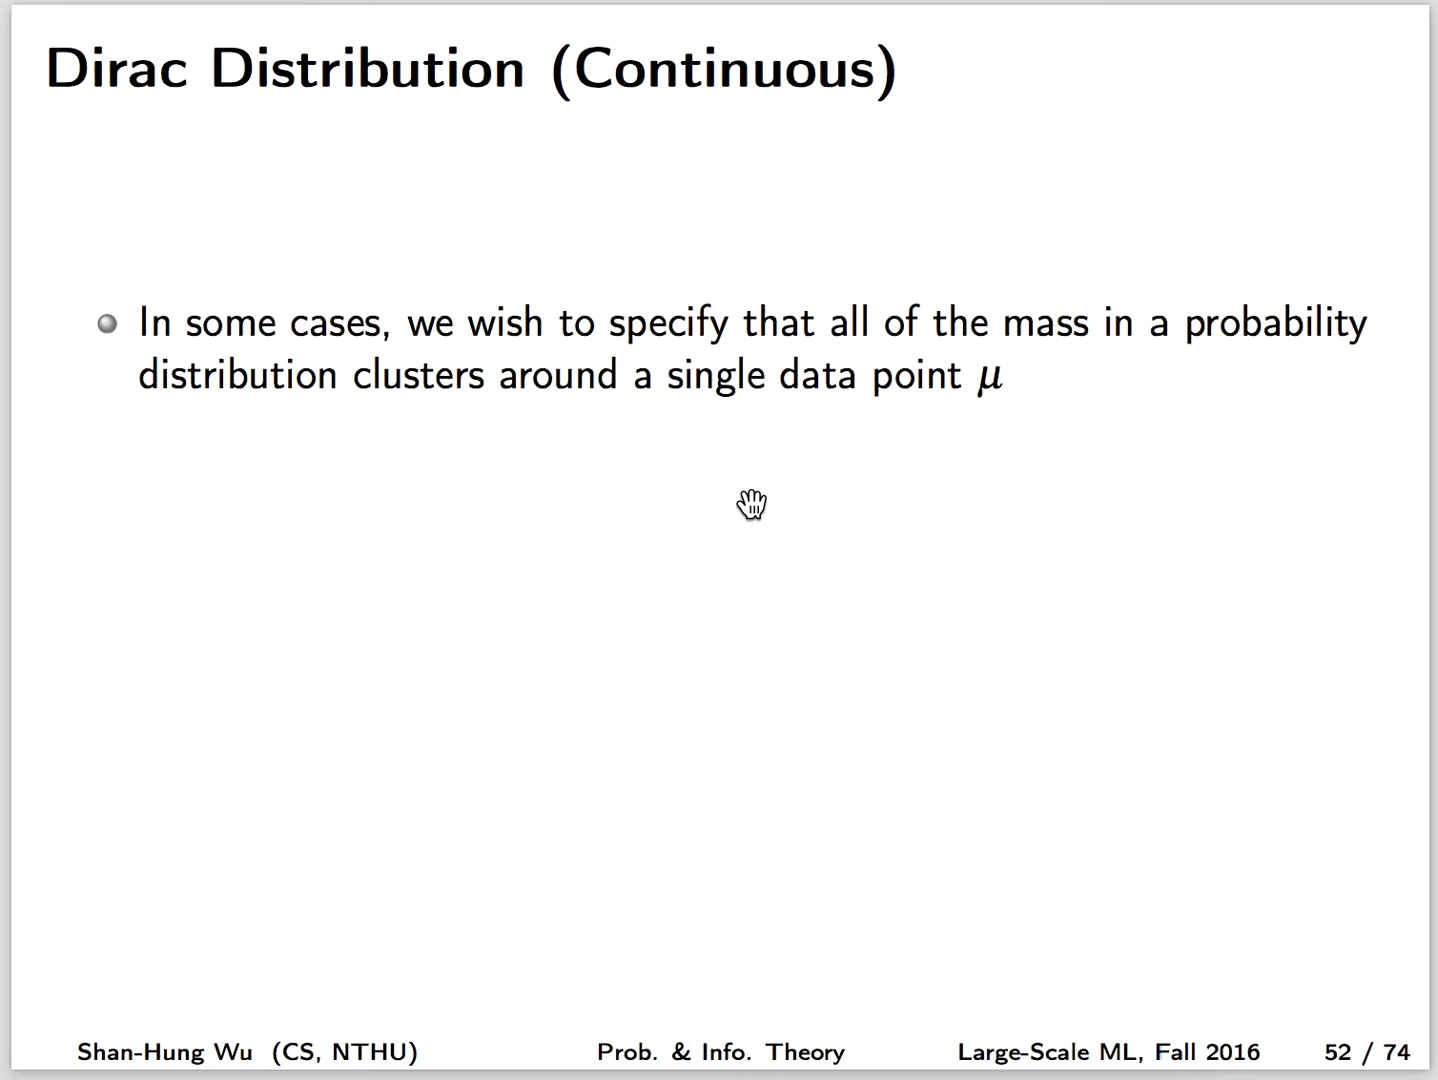 Dirac Distribution (Continuous)
In some cases, we wish to specify that all of the mass in a probability
distribution clusters around a single data point μ
Shan-Hung Wu (CS, NTHU) Prob. & Info. Theory Large-Scale ML, Fall 2016 52 / 74